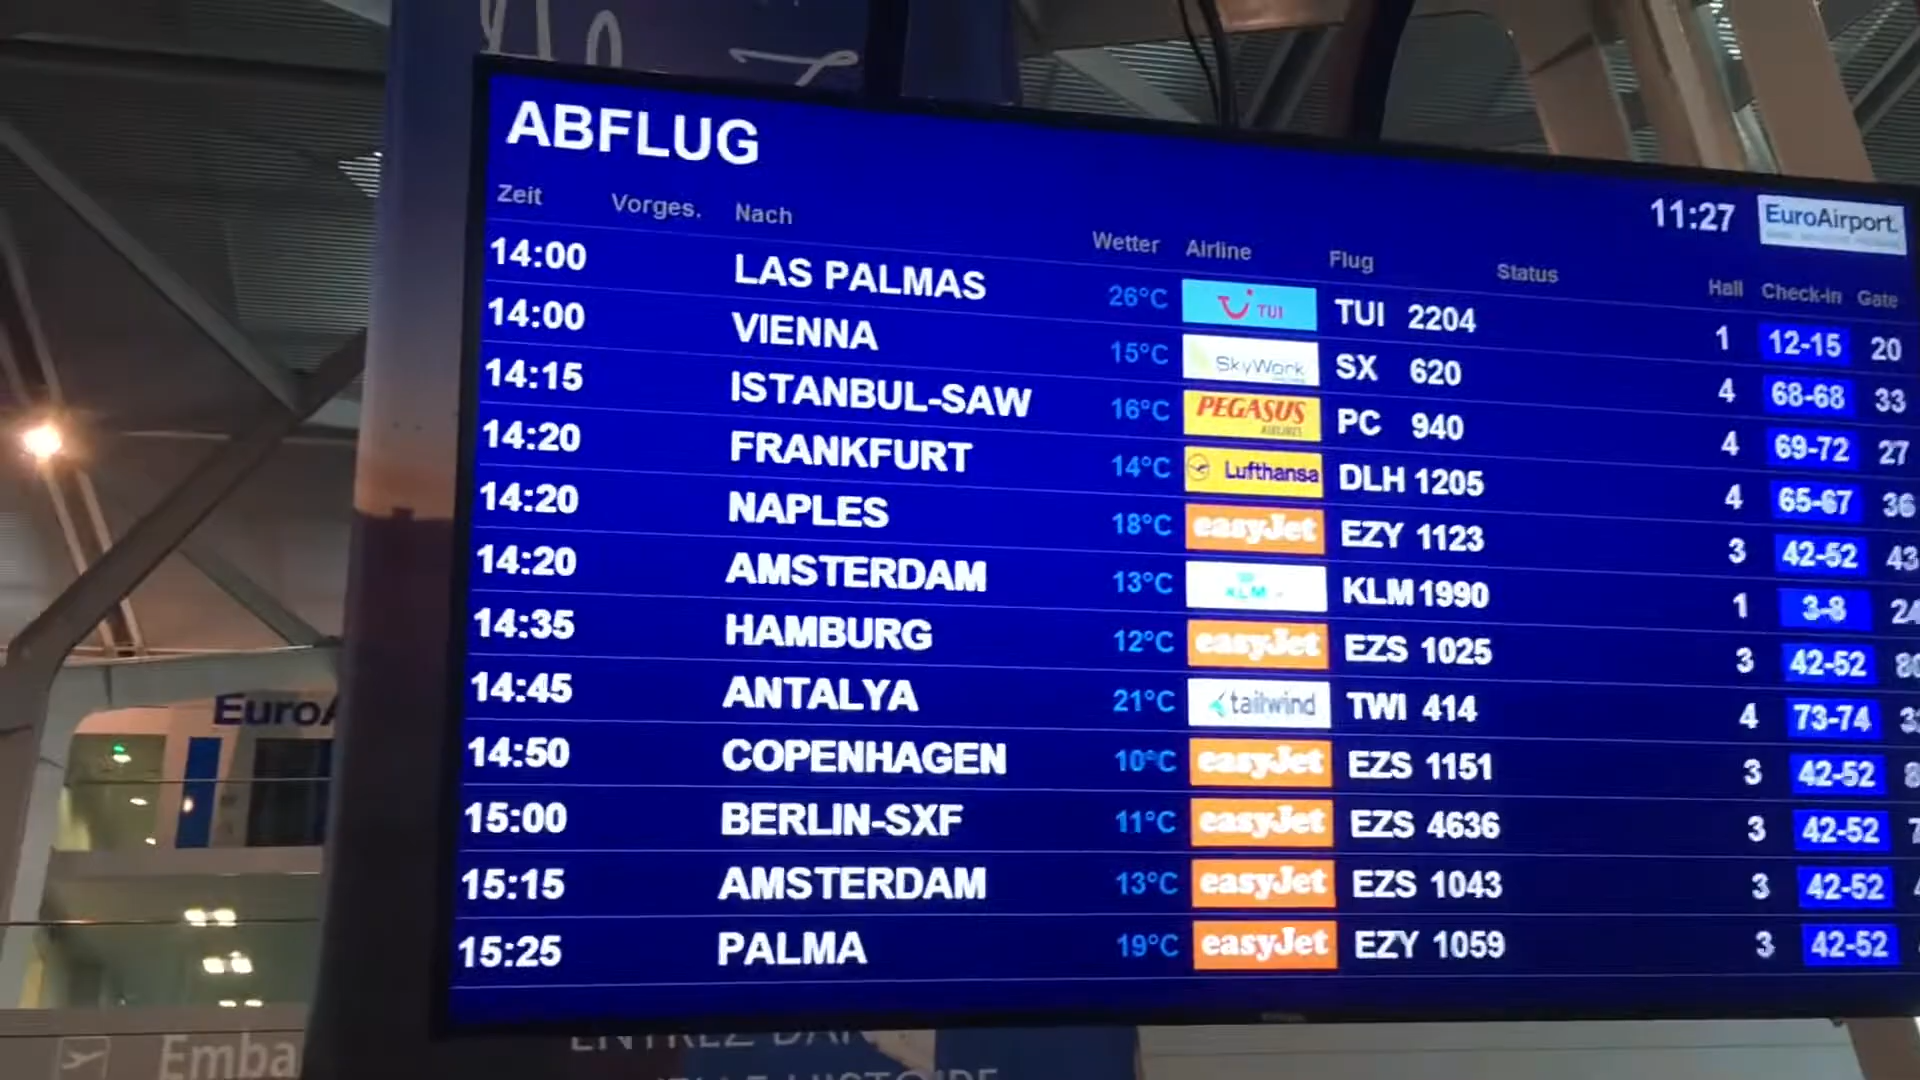 ABFLUG
11:27 EuroAirport.
Zeit Vorges. Nach Wetter Airline Flug Status Hall Check-in Gate
14:00 LAS PALMAS 26°C TUI TUI 2204 1 12-15 20
14:00 VIENNA 15°C SkyWork SX 620 4 68-68 33
14:15 ISTANBUL-SAW 16°C PEGASUS AIRLINES PC 940 4 69-72 27
14:20 FRANKFURT 14°C Lufthansa DLH 1205 4 65-67 36
14:20 NAPLES 18°C easyJet EZY 1123 3 42-52 43
14:20 AMSTERDAM 13°C KLM KLM 1990 1 3-8 24
14:35 HAMBURG 12°C easyJet EZS 1025 3 42-52
14:45 ANTALYA 21°C tailwind TWI 414 4 73-74
14:50 COPENHAGEN 10°C easyJet EZS 1151 3 42-52
15:00 BERLIN-SXF 11°C easyJet EZS 4636 3 42-52
15:15 AMSTERDAM 13°C easyJet EZS 1043 3 42-52
15:25 PALMA 19°C easyJet EZY 1059 3 42-52
EuroA
Emba
ENTREZ DAN
HISTOIRE